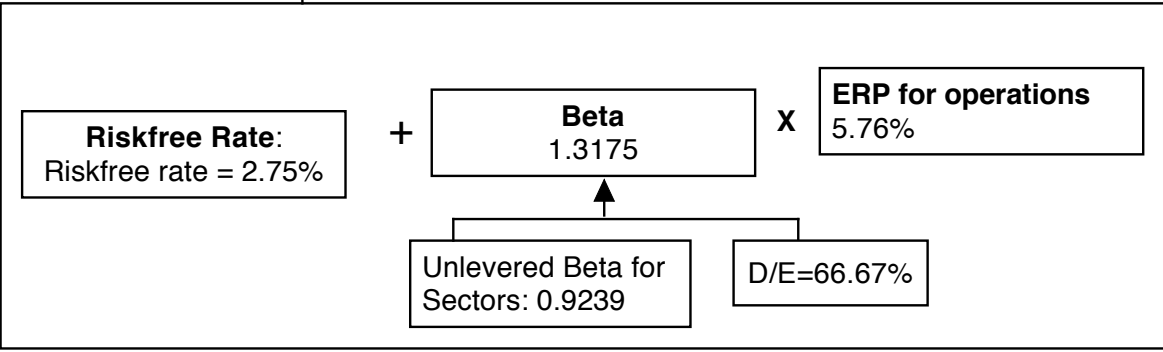 Riskfree Rate:
Riskfree rate = 2.75%
+
Beta
1.3175
X
ERP for operations
5.76%
Unlevered Beta for
Sectors: 0.9239
D/E=66.67%